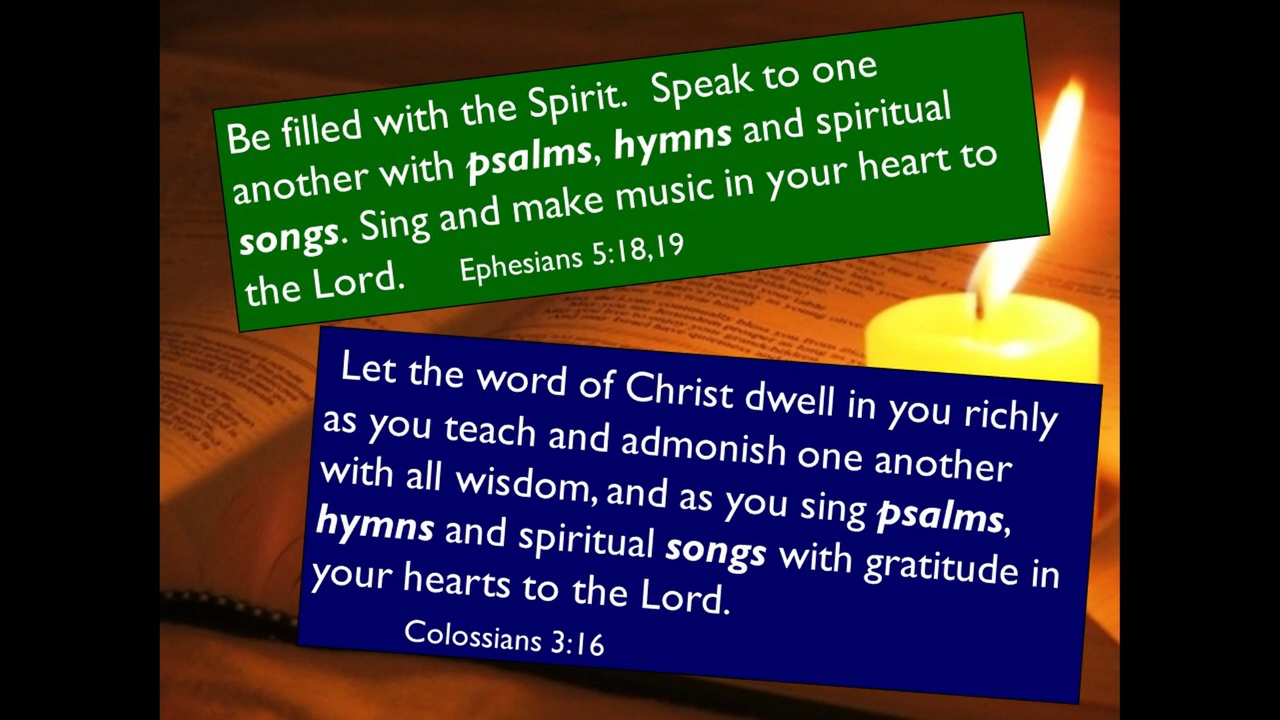 Be filled with the Spirit.  Speak to one
another with psalms, hymns and spiritual
songs. Sing and make music in your heart to
the Lord.     Ephesians 5:18,19
Let the word of Christ dwell in you richly
as you teach and admonish one another
with all wisdom, and as you sing psalms,
hymns and spiritual songs with gratitude in
your hearts to the Lord.
Colossians 3:16